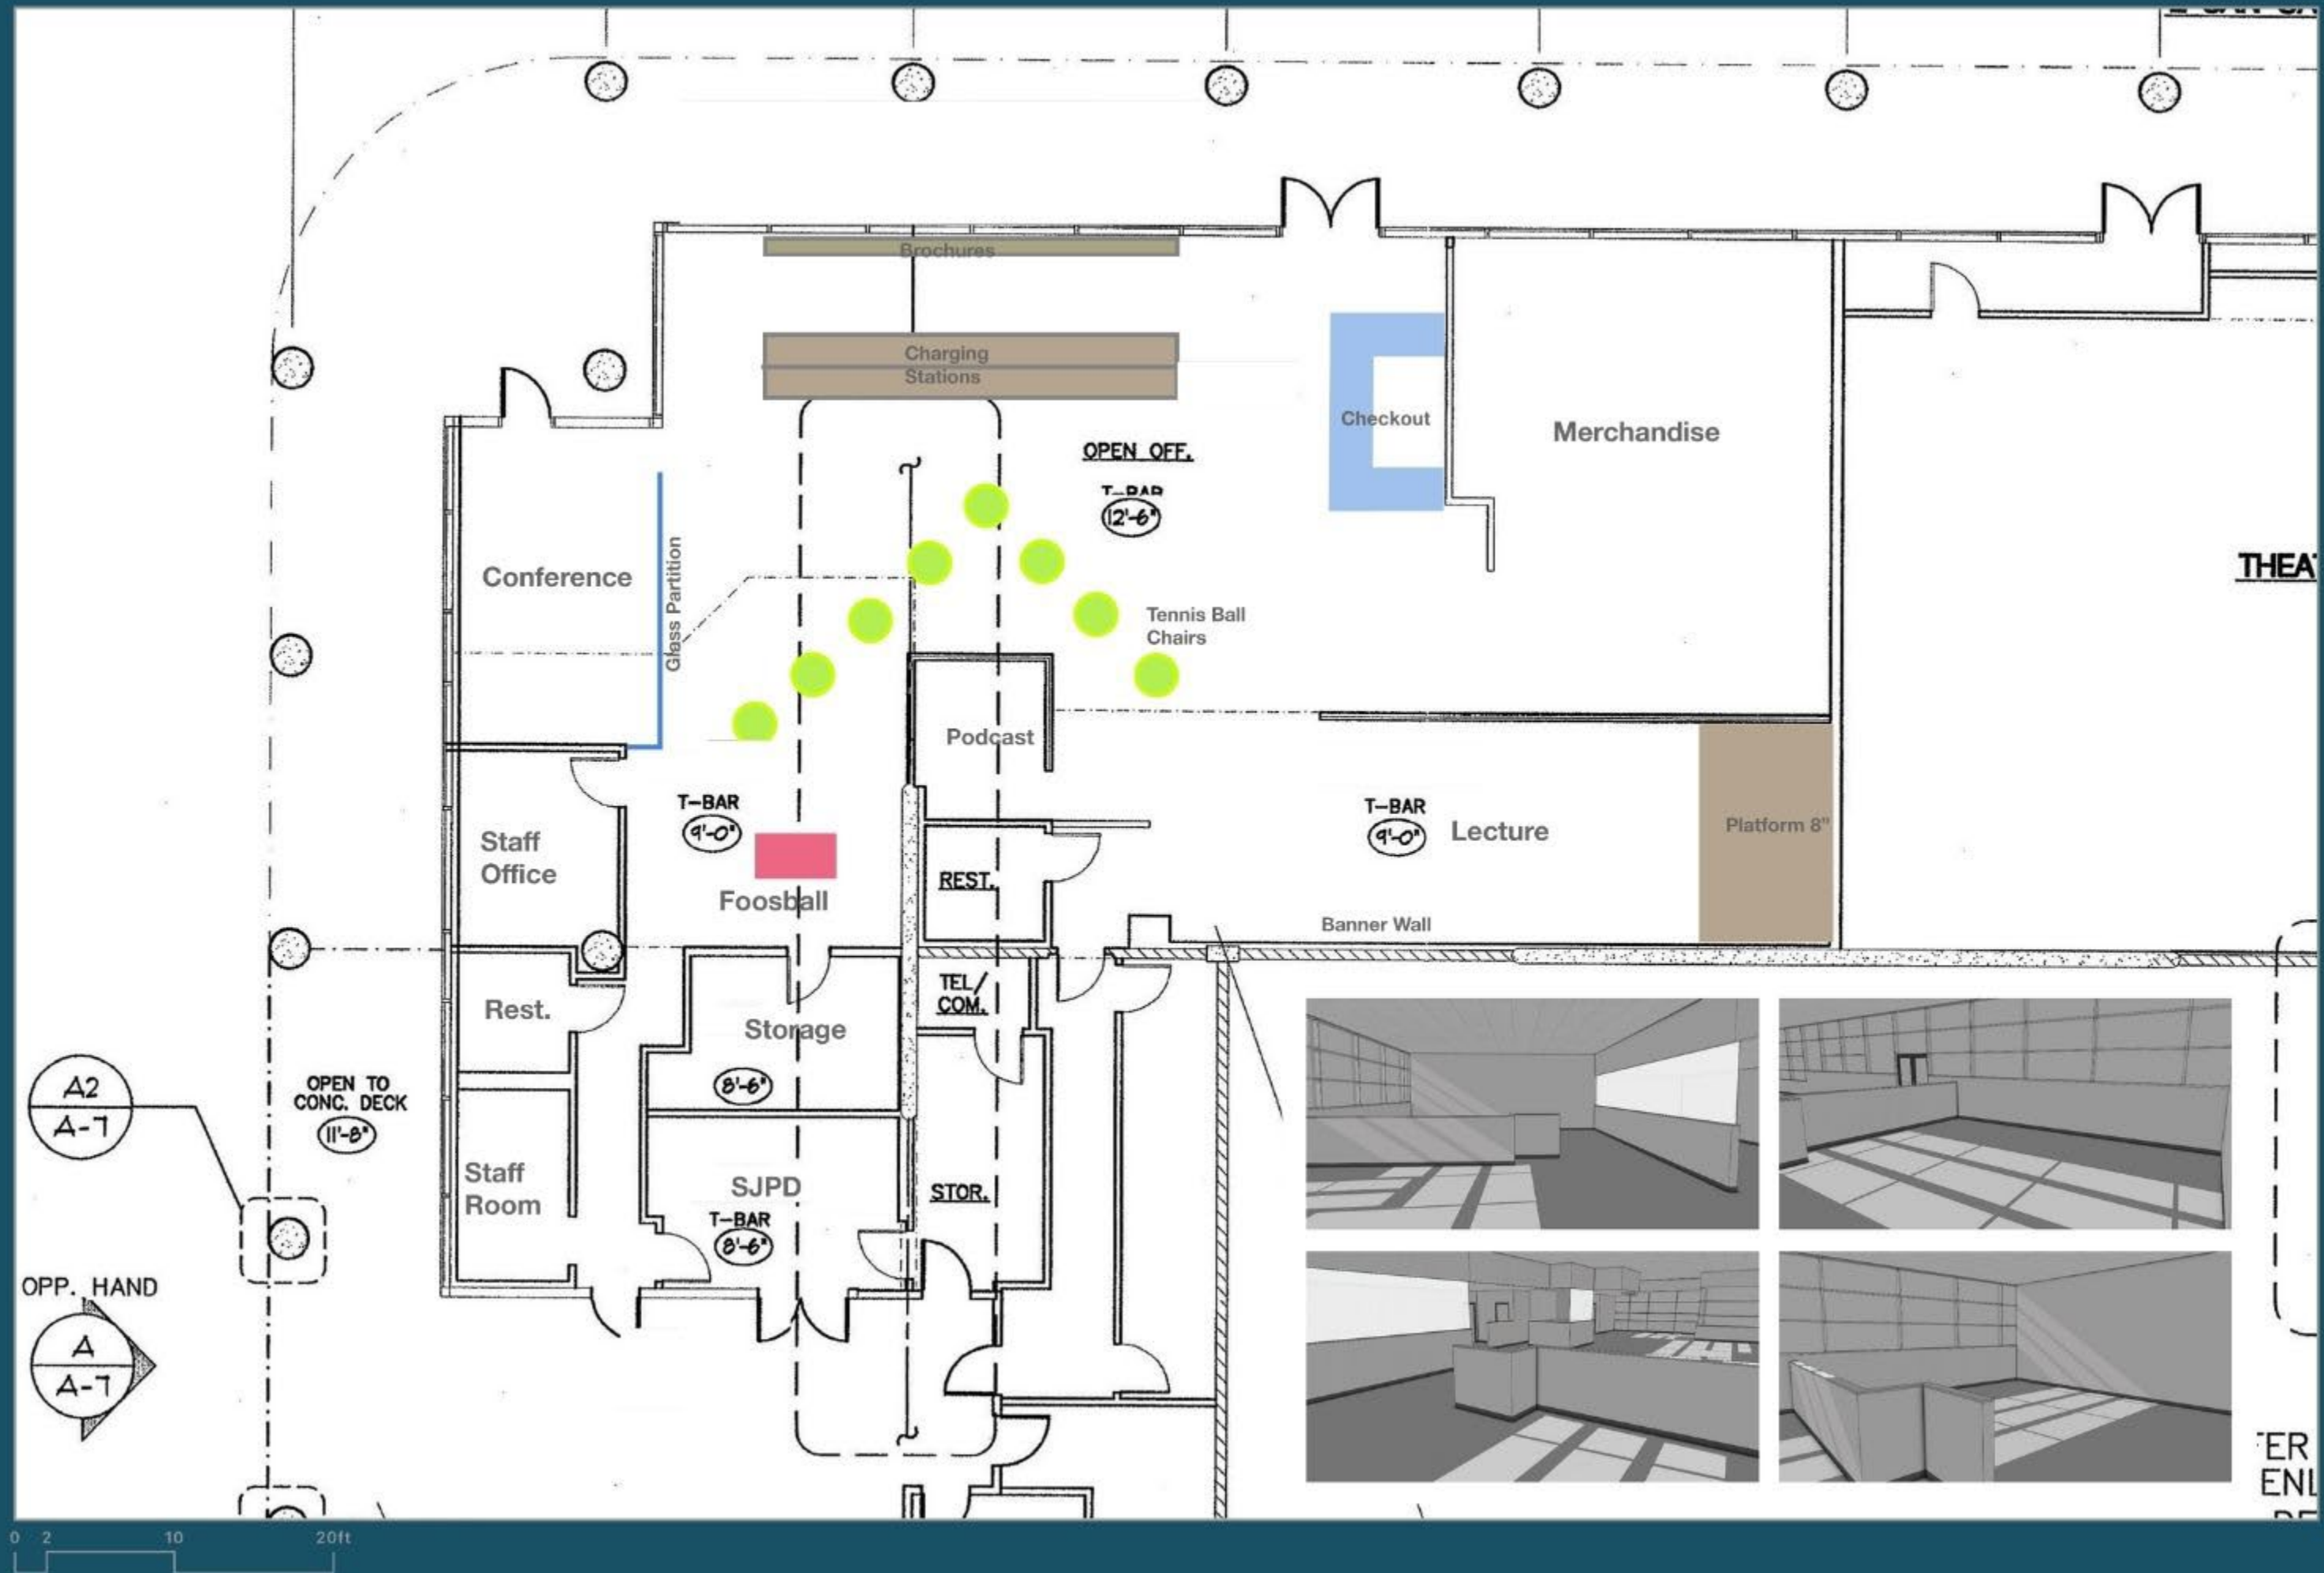 Brochures
Charging
Stations
Checkout
Merchandise
OPEN OFF.
T-BAR
12'-6"
Conference
Glass Partition
THEA
Tennis Ball
Chairs
Podcast
T-BAR
9'-0"
T-BAR
9'-0"
Lecture
Platform 8"
Staff
Office
REST.
Foosball
Banner Wall
Rest.
Storage
TEL/
COM.
8'-6"
A2
A-7
OPEN TO
CONC. DECK
11'-8"
Staff
Room
SJPD
T-BAR
8'-6"
STOR.
OPP. HAND
A
A-7
ER
ENL
0 2 10 20ft